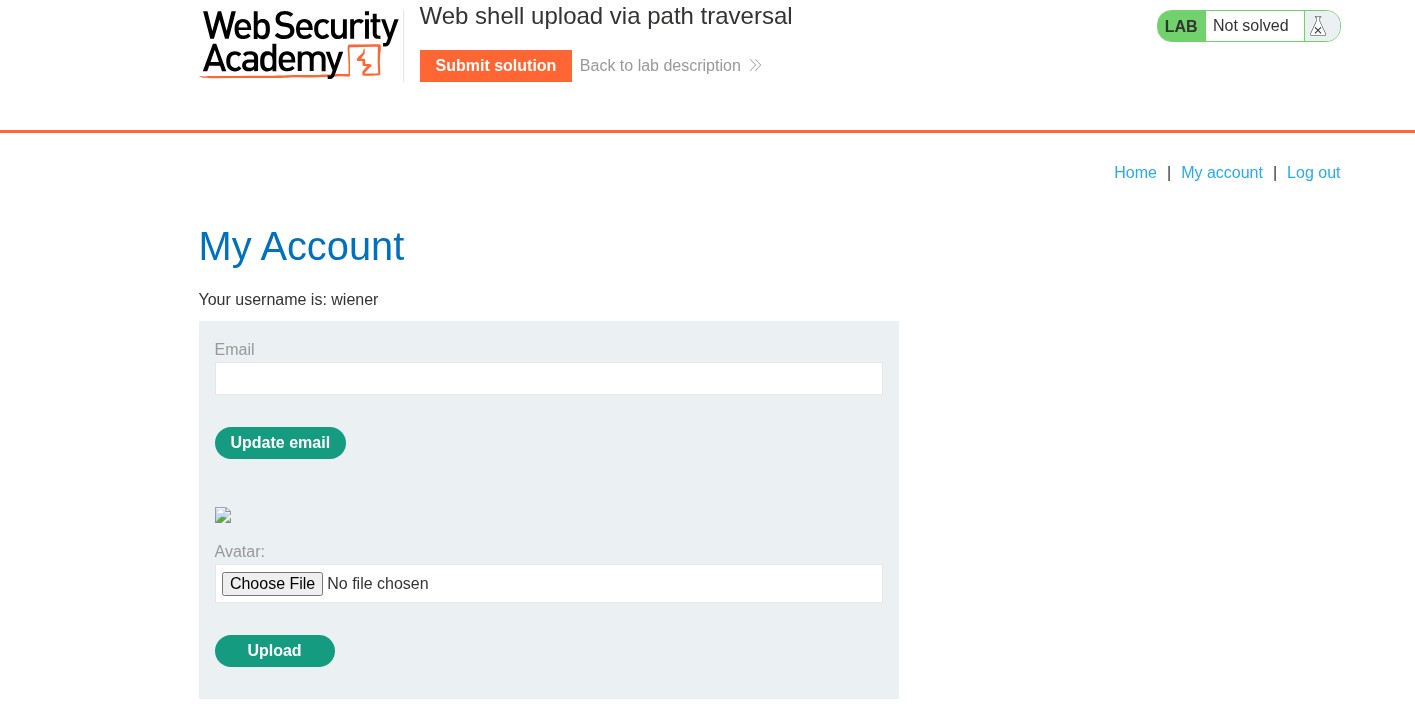 Web Security
Academy
Web shell upload via path traversal
Submit solution
Back to lab description
LAB
Not solved
Home | My account | Log out
My Account
Your username is: wiener
Email
Update email
Avatar:
Choose File No file chosen
Upload